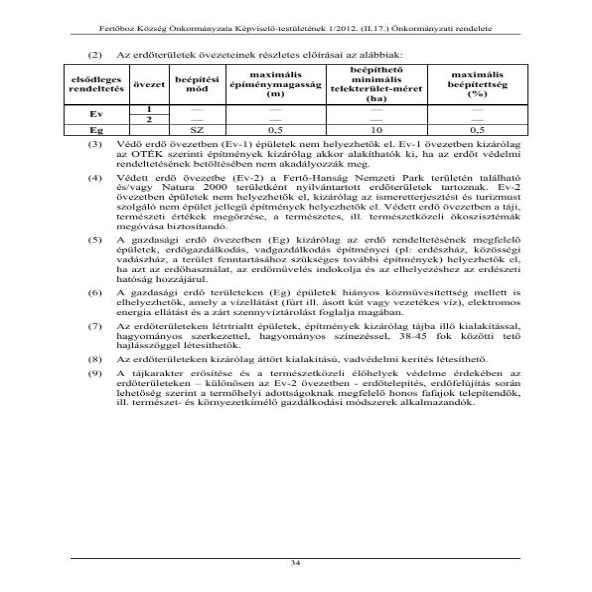 Fertőboz Község Önkormányzata Képviselő-testületének 1/2012. (II.17.) Önkormányzati rendelete
(2) Az erdőterületek övezeteinek részletes előírásai az alábbiak:
elsődleges rendeltetés övezet beépítési mód maximális építménymagasság (m) beépíthető minimális telekterület-méret (ha) maximális beépítettség (%)
Ev 1 — — — —
2 — — — —
Eg SZ 0,5 10 0,5
(3) Védő erdő övezetben (Ev-1) épületek nem helyezhetők el. Ev-1 övezetben kizárólag
az OTÉK szerinti építmények kizárólag akkor alakíthatók ki, ha az erdőt védelmi
rendeltetésének betöltésében nem akadályozzák meg.
(4) Védett erdő övezetbe (Ev-2) a Fertő-Hanság Nemzeti Park területén található
és/vagy Natura 2000 területként nyilvántartott erdőterületek tartoznak. Ev-2
övezetben épületek nem helyezhetők el, kizárólag az ismeretterjesztést és turizmust
szolgáló nem épület jellegű építmények helyezhetők el. Védett erdő övezetben a táji,
természeti értékek megőrzése, a természetes, ill. természetközeli ökoszisztémák
megóvása biztosítandó.
(5) A gazdasági erdő övezetben (Eg) kizárólag az erdő rendeltetésének megfelelő
épületek, erdőgazdálkodás, vadgazdálkodás építményei (pl: erdészház, közösségi
vadászház, a terület fenntartásához szükséges további építmények) helyezhetők el,
ha azt az erdőhasználat, az erdőművelés indokolja és az elhelyezéshez az erdészeti
hatóság hozzájárul.
(6) A gazdasági erdő területeken (Eg) épületek hiányos közművesítettség mellett is
elhelyezhetők, amely a vízellátást (fúrt ill. ásott kút vagy vezetékes víz), elektromos
energia ellátást és a zárt szennyvíztárolást foglalja magában.
(7) Az erdőterületeken létrtrialtt épületek, építmények kizárólag tájba illő kialakítással,
hagyományos szerkezettel, hagyományos színezéssel, 38-45 fok közötti tető
hajlásszöggel létesíthetők.
(8) Az erdőterületeken kizárólag áttört kialakítású, vadvédelmi kerítés létesíthető.
(9) A tájkarakter erősítése és a természetközeli élőhelyek védelme érdekében az
erdőterületeken – különösen az Ev-2 övezetben - erdőtelepítés, erdőfelújítás során
lehetőség szerint a termőhelyi adottságoknak megfelelő honos fafajok telepítendők,
ill. természet- és környezetkímélő gazdálkodási módszerek alkalmazandók.
34